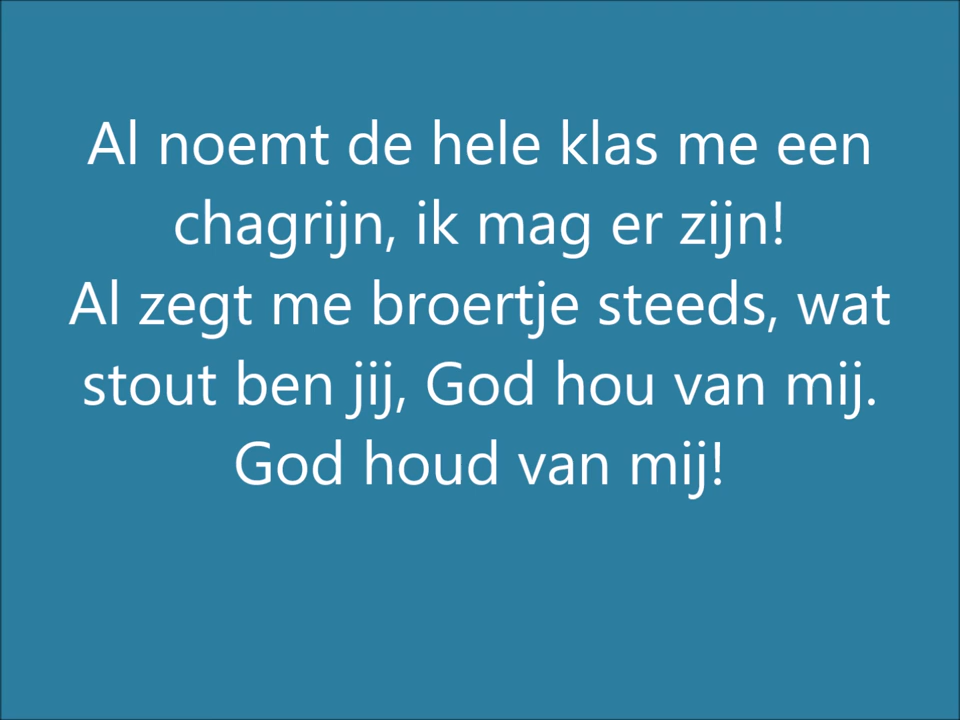 Al noemt de hele klas me een
chagrijn, ik mag er zijn!
Al zegt me broertje steeds, wat
stout ben jij, God hou van mij.
God houd van mij!